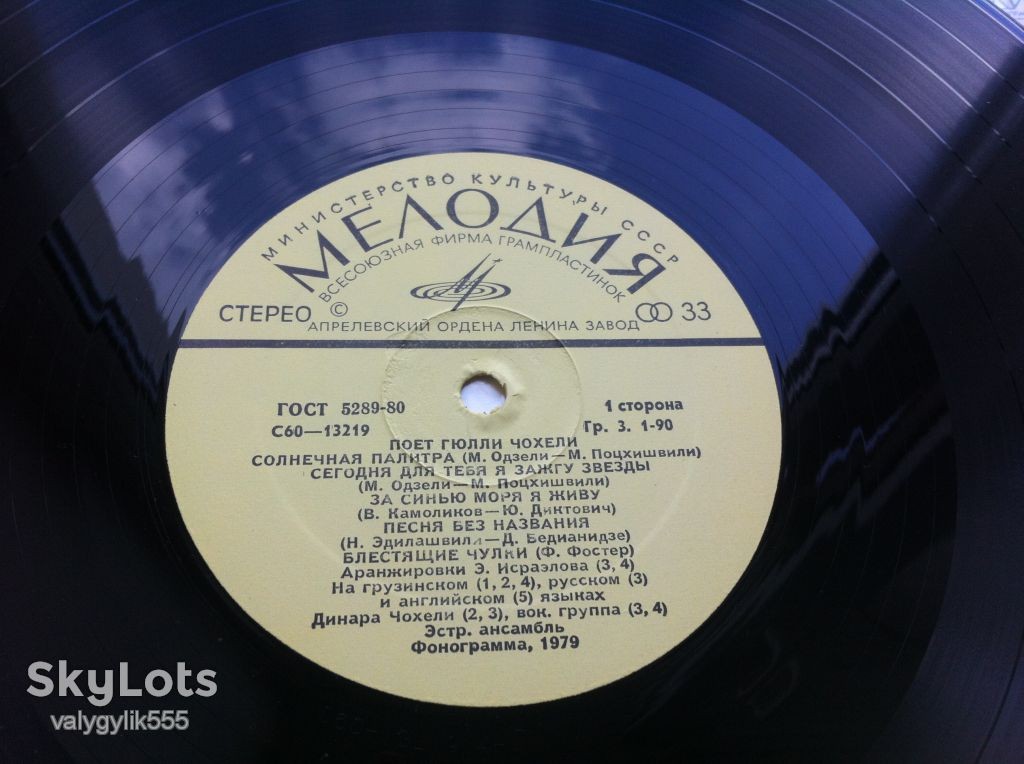 МИНИСТЕРСТВО КУЛЬТУРЫ СССР
МЕЛОДИЯ
ВСЕСОЮЗНАЯ ФИРМА ГРАМПЛАСТИНОК
СТЕРЕО © 33
АПРЕЛЕВСКИЙ ОРДЕНА ЛЕНИНА ЗАВОД
ГОСТ 5289-80 1 сторона
С60—13219 Гр. 3. 1-90
ПОЕТ ГЮЛЛИ ЧОХЕЛИ
СОЛНЕЧНАЯ ПАЛИТРА (М. Одзели—М. Поцхишвили)
СЕГОДНЯ ДЛЯ ТЕБЯ Я ЗАЖГУ ЗВЕЗДЫ
(М. Одзели—М. Поцхишвили)
ЗА СИНЬЮ МОРЯ Я ЖИВУ
(В. Камоликов—Ю. Диктович)
ПЕСНЯ БЕЗ НАЗВАНИЯ
(Н. Эдилашвили—Д. Бедианидзе)
БЛЕСТЯЩИЕ ЧУЛКИ (Ф. Фостер)
Аранжировки Э. Исраэлова (3, 4)
На грузинском (1, 2, 4), русском (3)
и английском (5) языках
Динара Чохели (2, 3), вок. группа (3, 4)
Эстр. ансамбль
Фонограмма, 1979
SkyLots
valygylik555